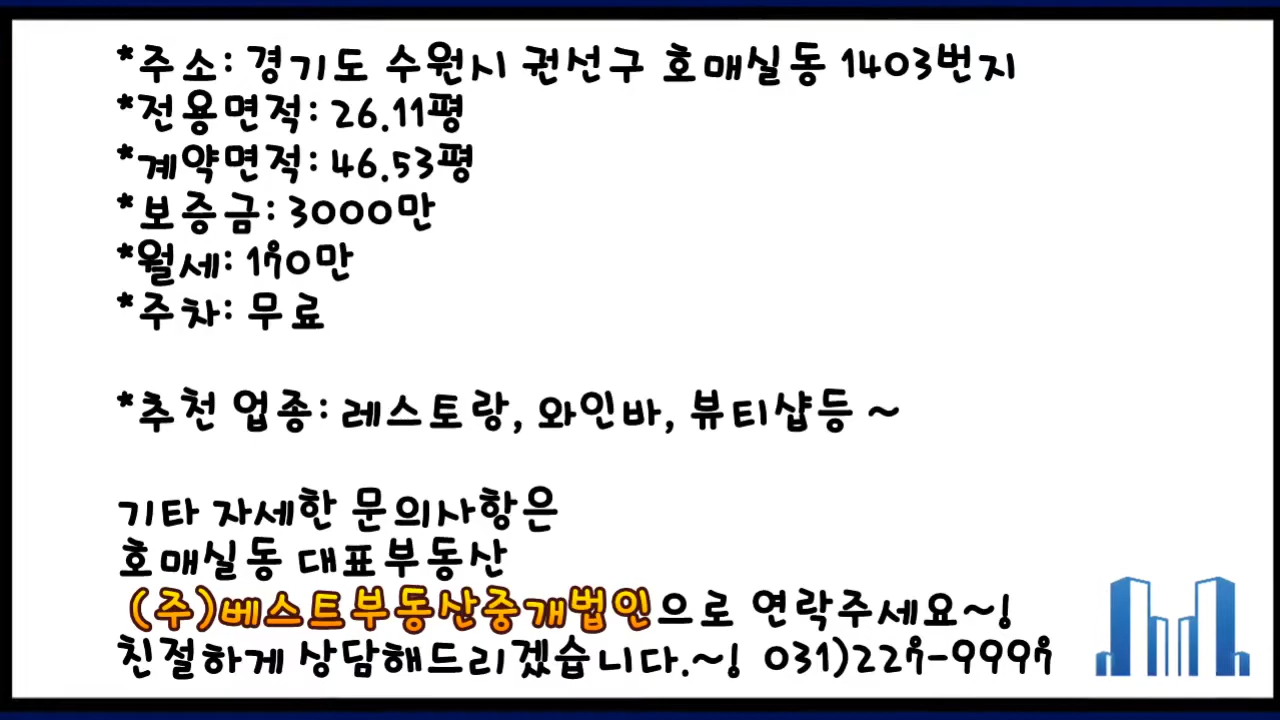 *주소: 경기도 수원시 권선구 호매실동 1403번지
*전용면적: 26.11평
*계약면적: 46.53평
*보증금: 3000만
*월세: 170만
*주차: 무료
*추천 업종: 레스토랑, 와인바, 뷰티샵등 ~
기타 자세한 문의사항은
호매실동 대표부동산
(주)베스트부동산중개법인으로 연락주세요~!
친절하게 상담해드리겠습니다.~! 031)227-9997